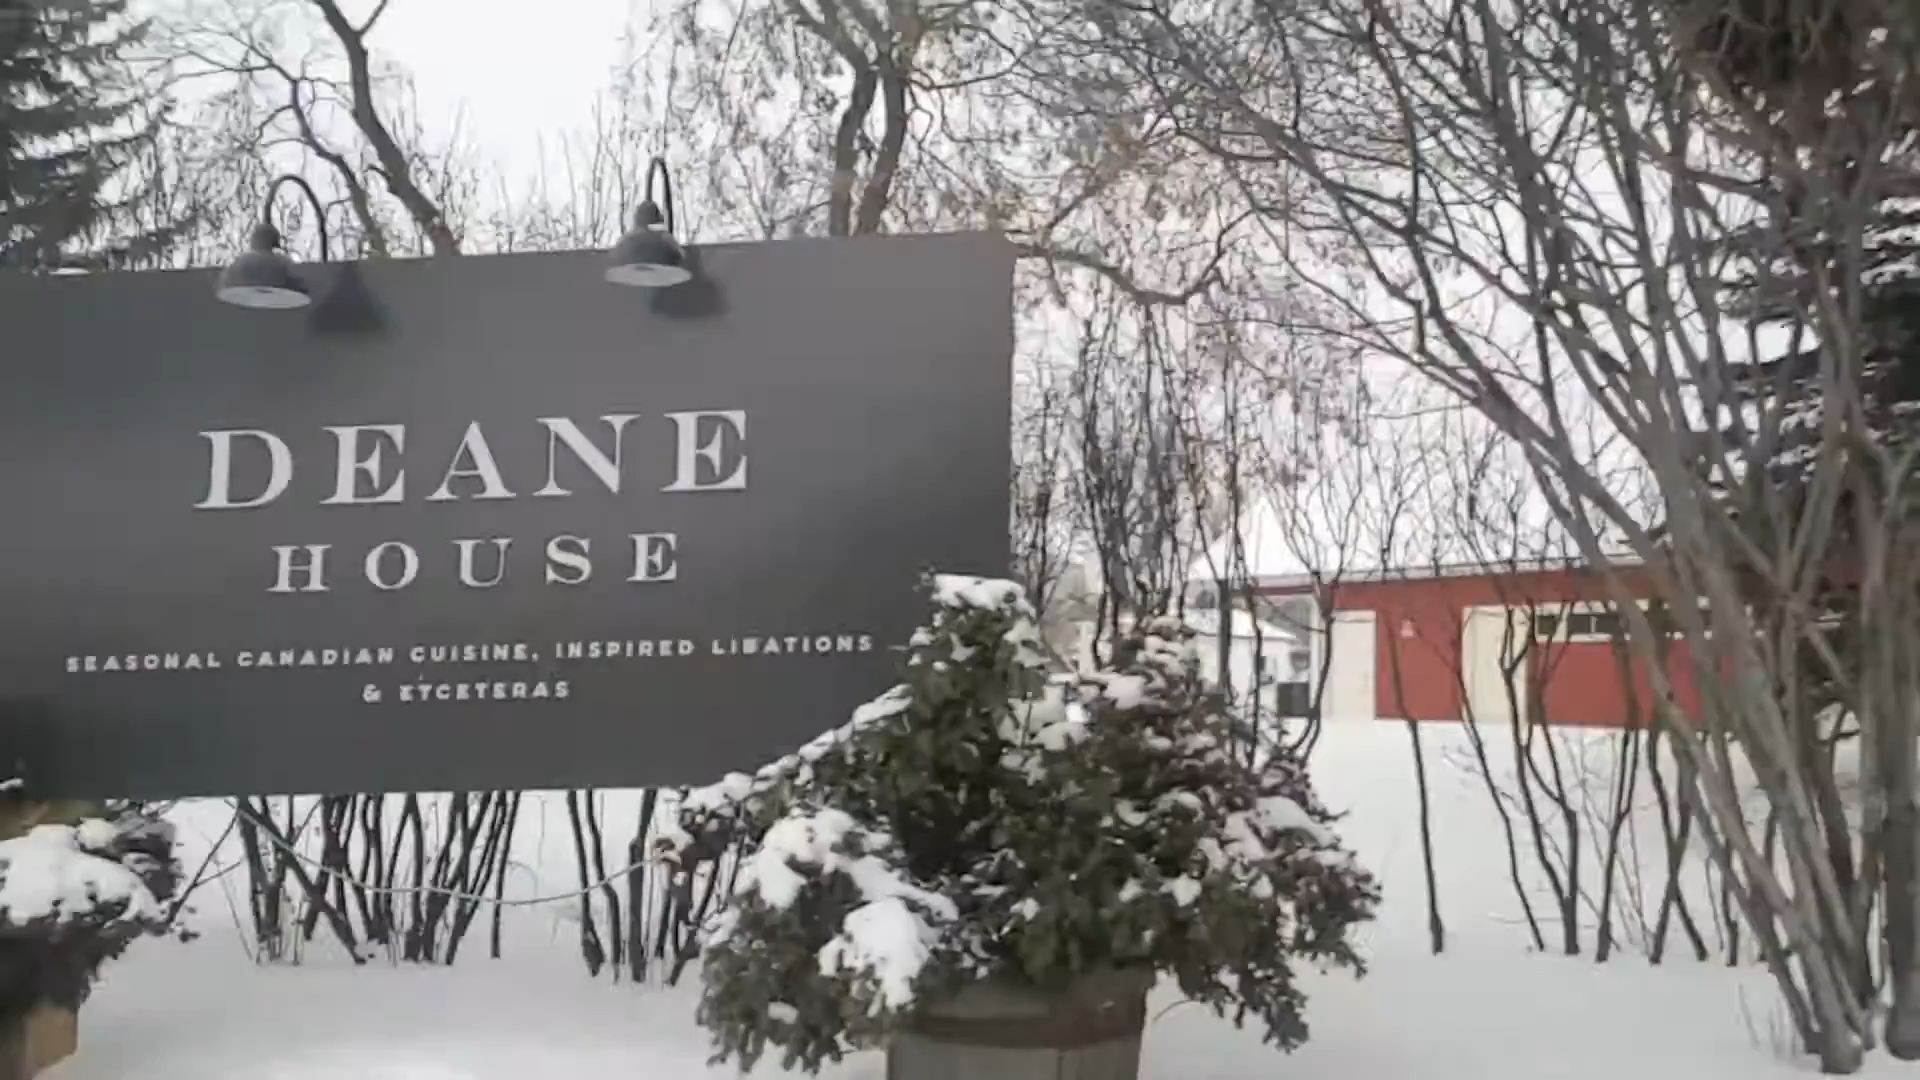 DEANE
HOUSE
SEASONAL CANADIAN CUISINE, INSPIRED LIBATIONS
& ETCETERAS